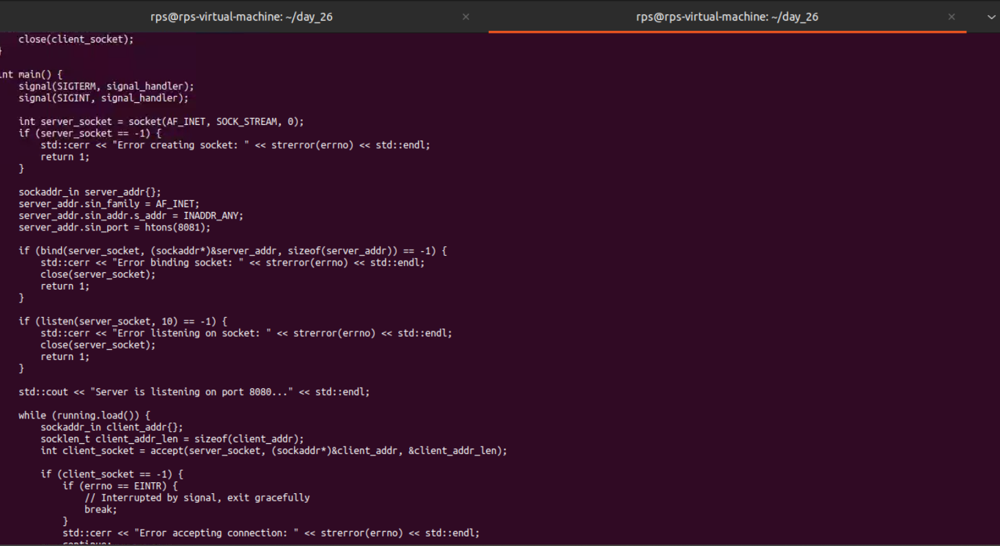 rps@rps-virtual-machine: ~/day_26 × rps@rps-virtual-machine: ~/day_26 ×
close(client_socket);
}
int main() {
signal(SIGTERM, signal_handler);
signal(SIGINT, signal_handler);
int server_socket = socket(AF_INET, SOCK_STREAM, 0);
if (server_socket == -1) {
std::cerr << "Error creating socket: " << strerror(errno) << std::endl;
return 1;
}
sockaddr_in server_addr{};
server_addr.sin_family = AF_INET;
server_addr.sin_addr.s_addr = INADDR_ANY;
server_addr.sin_port = htons(8081);
if (bind(server_socket, (sockaddr*)&server_addr, sizeof(server_addr)) == -1) {
std::cerr << "Error binding socket: " << strerror(errno) << std::endl;
close(server_socket);
return 1;
}
if (listen(server_socket, 10) == -1) {
std::cerr << "Error listening on socket: " << strerror(errno) << std::endl;
close(server_socket);
return 1;
}
std::cout << "Server is listening on port 8080..." << std::endl;
while (running.load()) {
sockaddr_in client_addr{};
socklen_t client_addr_len = sizeof(client_addr);
int client_socket = accept(server_socket, (sockaddr*)&client_addr, &client_addr_len);
if (client_socket == -1) {
if (errno == EINTR) {
// Interrupted by signal, exit gracefully
break;
}
std::cerr << "Error accepting connection: " << strerror(errno) << std::endl;
continue;